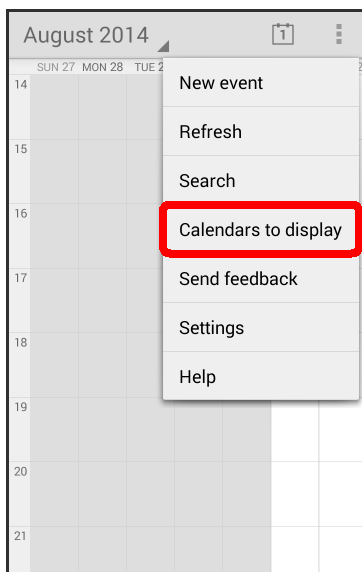 August 2014
1
SUN 27 MON 28 TUE 2
14
New event
Refresh
15
Search
16
Calendars to display
17
Send feedback
18
Settings
Help
19
20
21